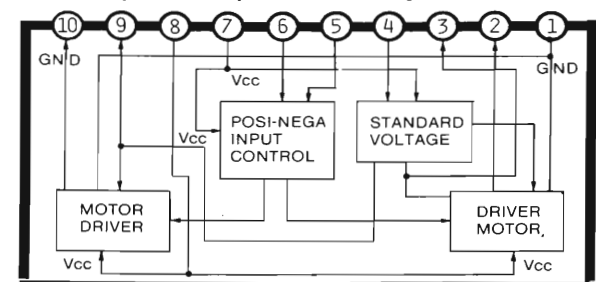 10 9 8 7 6 5 4 3 2 1
GND GND
Vcc
POSI-NEGA
INPUT
CONTROL
STANDARD
VOLTAGE
Vcc
MOTOR
DRIVER
DRIVER
MOTOR,
Vcc Vcc